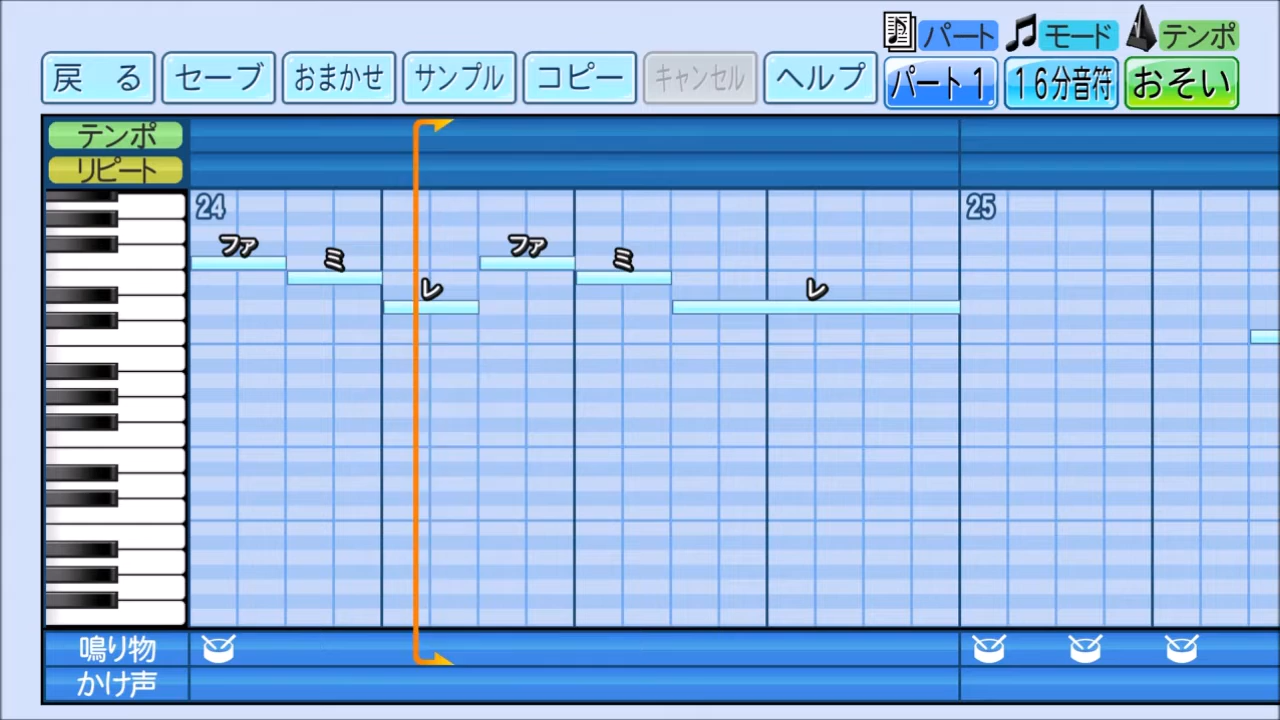 パート モード テンポ
戻 る セーブ おまかせ サンプル コピー キャンセル ヘルプ パート1 16分音符 おそい
テンポ
リピート
24 25
ファ ファ
ミ ミ
レ レ
鳴り物
かけ声